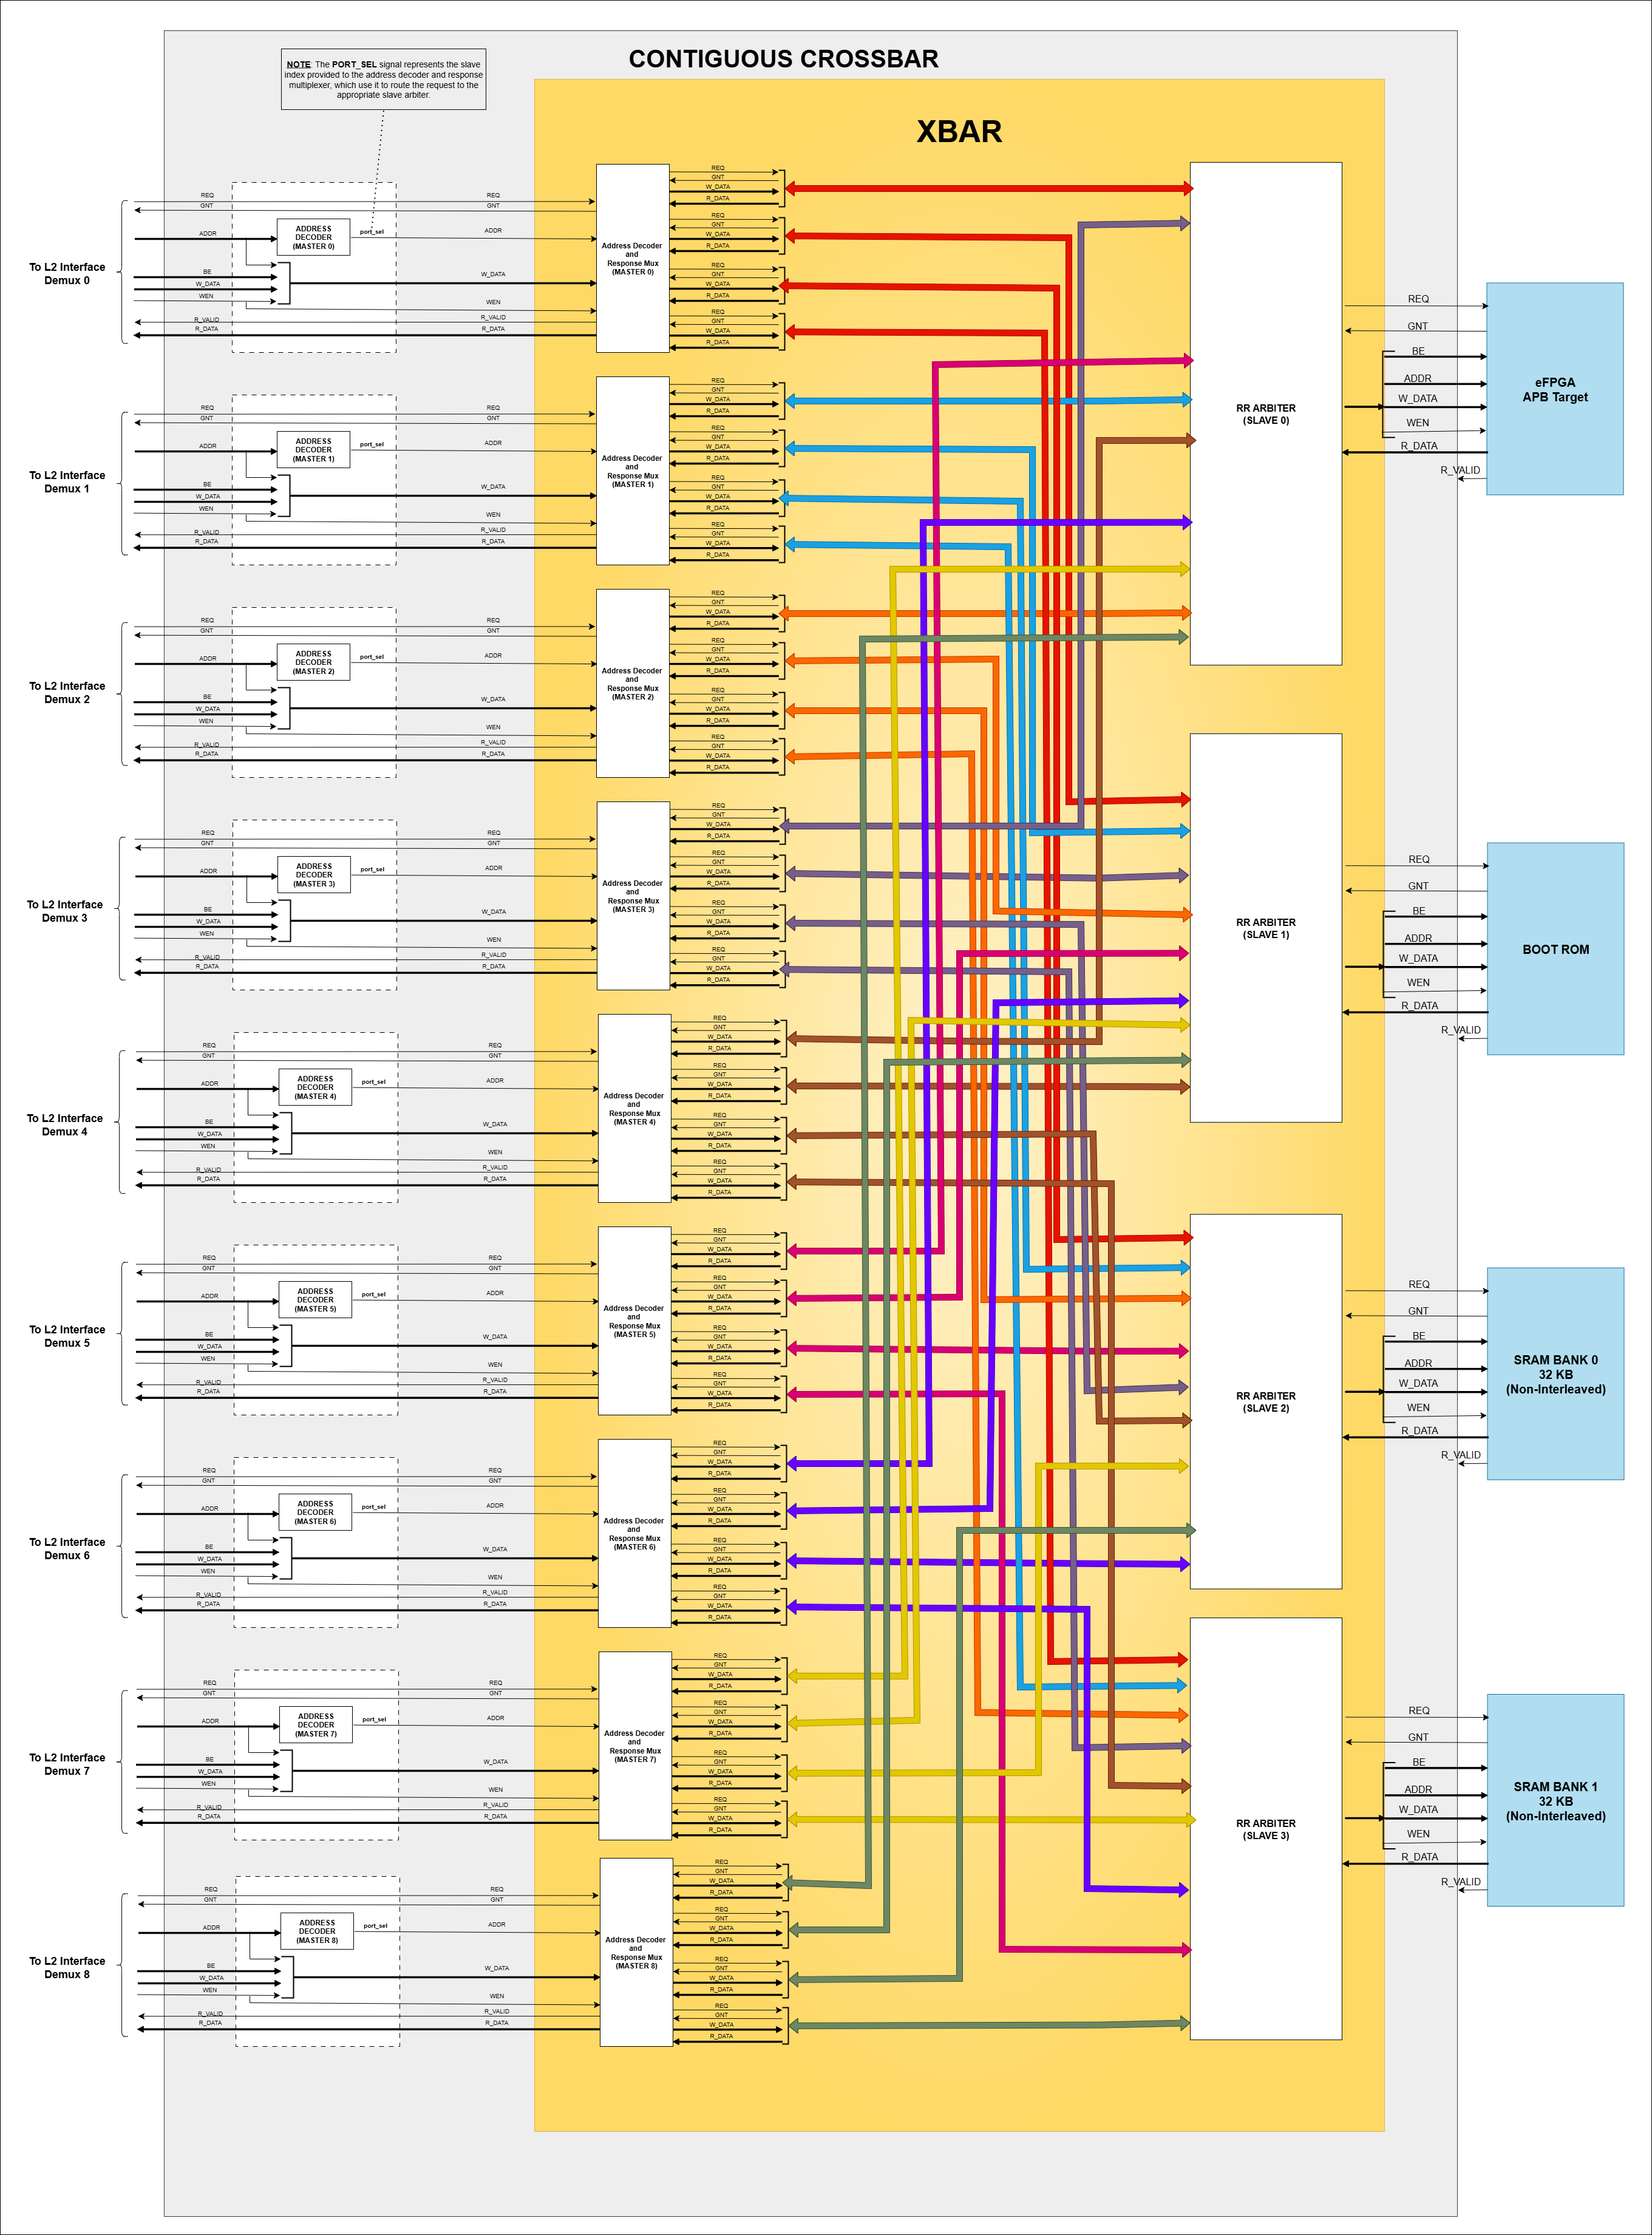 CONTIGUOUS CROSSBAR
NOTE: The PORT_SEL signal represents the slave
index provided to the address decoder and response
multiplexer, which use it to route the request to the
appropriate slave arbiter.
XBAR
To L2 Interface
Demux 0
REQ
GNT
ADDR
BE
W_DATA
WEN
R_VALID
R_DATA
ADDRESS
DECODER
(MASTER 0)
port_sel
REQ
GNT
ADDR
W_DATA
WEN
R_VALID
R_DATA
Address Decoder
and
Response Mux
(MASTER 0)
REQ
GNT
W_DATA
R_DATA
REQ
GNT
W_DATA
R_DATA
REQ
GNT
W_DATA
R_DATA
REQ
GNT
W_DATA
R_DATA
To L2 Interface
Demux 1
REQ
GNT
ADDR
BE
W_DATA
WEN
R_VALID
R_DATA
ADDRESS
DECODER
(MASTER 1)
port_sel
REQ
GNT
ADDR
W_DATA
WEN
R_VALID
R_DATA
Address Decoder
and
Response Mux
(MASTER 1)
REQ
GNT
W_DATA
R_DATA
REQ
GNT
W_DATA
R_DATA
REQ
GNT
W_DATA
R_DATA
REQ
GNT
W_DATA
R_DATA
To L2 Interface
Demux 2
REQ
GNT
ADDR
BE
W_DATA
WEN
R_VALID
R_DATA
ADDRESS
DECODER
(MASTER 2)
port_sel
REQ
GNT
ADDR
W_DATA
WEN
R_VALID
R_DATA
Address Decoder
and
Response Mux
(MASTER 2)
REQ
GNT
W_DATA
R_DATA
REQ
GNT
W_DATA
R_DATA
REQ
GNT
W_DATA
R_DATA
REQ
GNT
W_DATA
R_DATA
To L2 Interface
Demux 3
REQ
GNT
ADDR
BE
W_DATA
WEN
R_VALID
R_DATA
ADDRESS
DECODER
(MASTER 3)
port_sel
REQ
GNT
ADDR
W_DATA
WEN
R_VALID
R_DATA
Address Decoder
and
Response Mux
(MASTER 3)
REQ
GNT
W_DATA
R_DATA
REQ
GNT
W_DATA
R_DATA
REQ
GNT
W_DATA
R_DATA
REQ
GNT
W_DATA
R_DATA
To L2 Interface
Demux 4
REQ
GNT
ADDR
BE
W_DATA
WEN
R_VALID
R_DATA
ADDRESS
DECODER
(MASTER 4)
port_sel
REQ
GNT
ADDR
W_DATA
WEN
R_VALID
R_DATA
Address Decoder
and
Response Mux
(MASTER 4)
REQ
GNT
W_DATA
R_DATA
REQ
GNT
W_DATA
R_DATA
REQ
GNT
W_DATA
R_DATA
REQ
GNT
W_DATA
R_DATA
To L2 Interface
Demux 5
REQ
GNT
ADDR
BE
W_DATA
WEN
R_VALID
R_DATA
ADDRESS
DECODER
(MASTER 5)
port_sel
REQ
GNT
ADDR
W_DATA
WEN
R_VALID
R_DATA
Address Decoder
and
Response Mux
(MASTER 5)
REQ
GNT
W_DATA
R_DATA
REQ
GNT
W_DATA
R_DATA
REQ
GNT
W_DATA
R_DATA
REQ
GNT
W_DATA
R_DATA
To L2 Interface
Demux 6
REQ
GNT
ADDR
BE
W_DATA
WEN
R_VALID
R_DATA
ADDRESS
DECODER
(MASTER 6)
port_sel
REQ
GNT
ADDR
W_DATA
WEN
R_VALID
R_DATA
Address Decoder
and
Response Mux
(MASTER 6)
REQ
GNT
W_DATA
R_DATA
REQ
GNT
W_DATA
R_DATA
REQ
GNT
W_DATA
R_DATA
REQ
GNT
W_DATA
R_DATA
To L2 Interface
Demux 7
REQ
GNT
ADDR
BE
W_DATA
WEN
R_VALID
R_DATA
ADDRESS
DECODER
(MASTER 7)
port_sel
REQ
GNT
ADDR
W_DATA
WEN
R_VALID
R_DATA
Address Decoder
and
Response Mux
(MASTER 7)
REQ
GNT
W_DATA
R_DATA
REQ
GNT
W_DATA
R_DATA
REQ
GNT
W_DATA
R_DATA
REQ
GNT
W_DATA
R_DATA
To L2 Interface
Demux 8
REQ
GNT
ADDR
BE
W_DATA
WEN
R_VALID
R_DATA
ADDRESS
DECODER
(MASTER 8)
port_sel
REQ
GNT
ADDR
W_DATA
WEN
R_VALID
R_DATA
Address Decoder
and
Response Mux
(MASTER 8)
REQ
GNT
W_DATA
R_DATA
REQ
GNT
W_DATA
R_DATA
REQ
GNT
W_DATA
R_DATA
REQ
GNT
W_DATA
R_DATA
RR ARBITER
(SLAVE 0)
REQ
GNT
BE
ADDR
W_DATA
WEN
R_DATA
R_VALID
eFPGA
APB Target
RR ARBITER
(SLAVE 1)
REQ
GNT
BE
ADDR
W_DATA
WEN
R_DATA
R_VALID
BOOT ROM
RR ARBITER
(SLAVE 2)
REQ
GNT
BE
ADDR
W_DATA
WEN
R_DATA
R_VALID
SRAM BANK 0
32 KB
(Non-Interleaved)
RR ARBITER
(SLAVE 3)
REQ
GNT
BE
ADDR
W_DATA
WEN
R_DATA
R_VALID
SRAM BANK 1
32 KB
(Non-Interleaved)